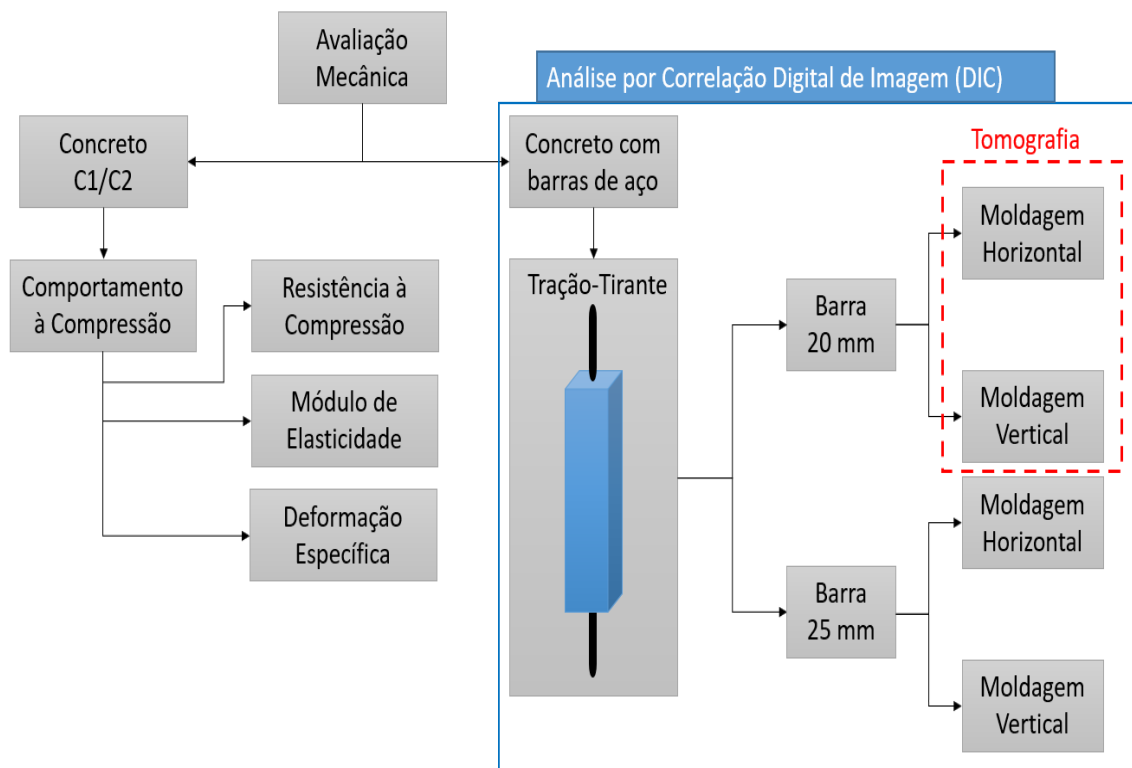 Avaliação
Mecânica
Análise por Correlação Digital de Imagem (DIC)
Concreto
C1/C2
Concreto com
barras de aço
Tomografia
Moldagem
Horizontal
Comportamento
à Compressão
Resistência à
Compressão
Tração-Tirante
Barra
20 mm
Módulo de
Elasticidade
Moldagem
Vertical
Deformação
Específica
Moldagem
Horizontal
Barra
25 mm
Moldagem
Vertical